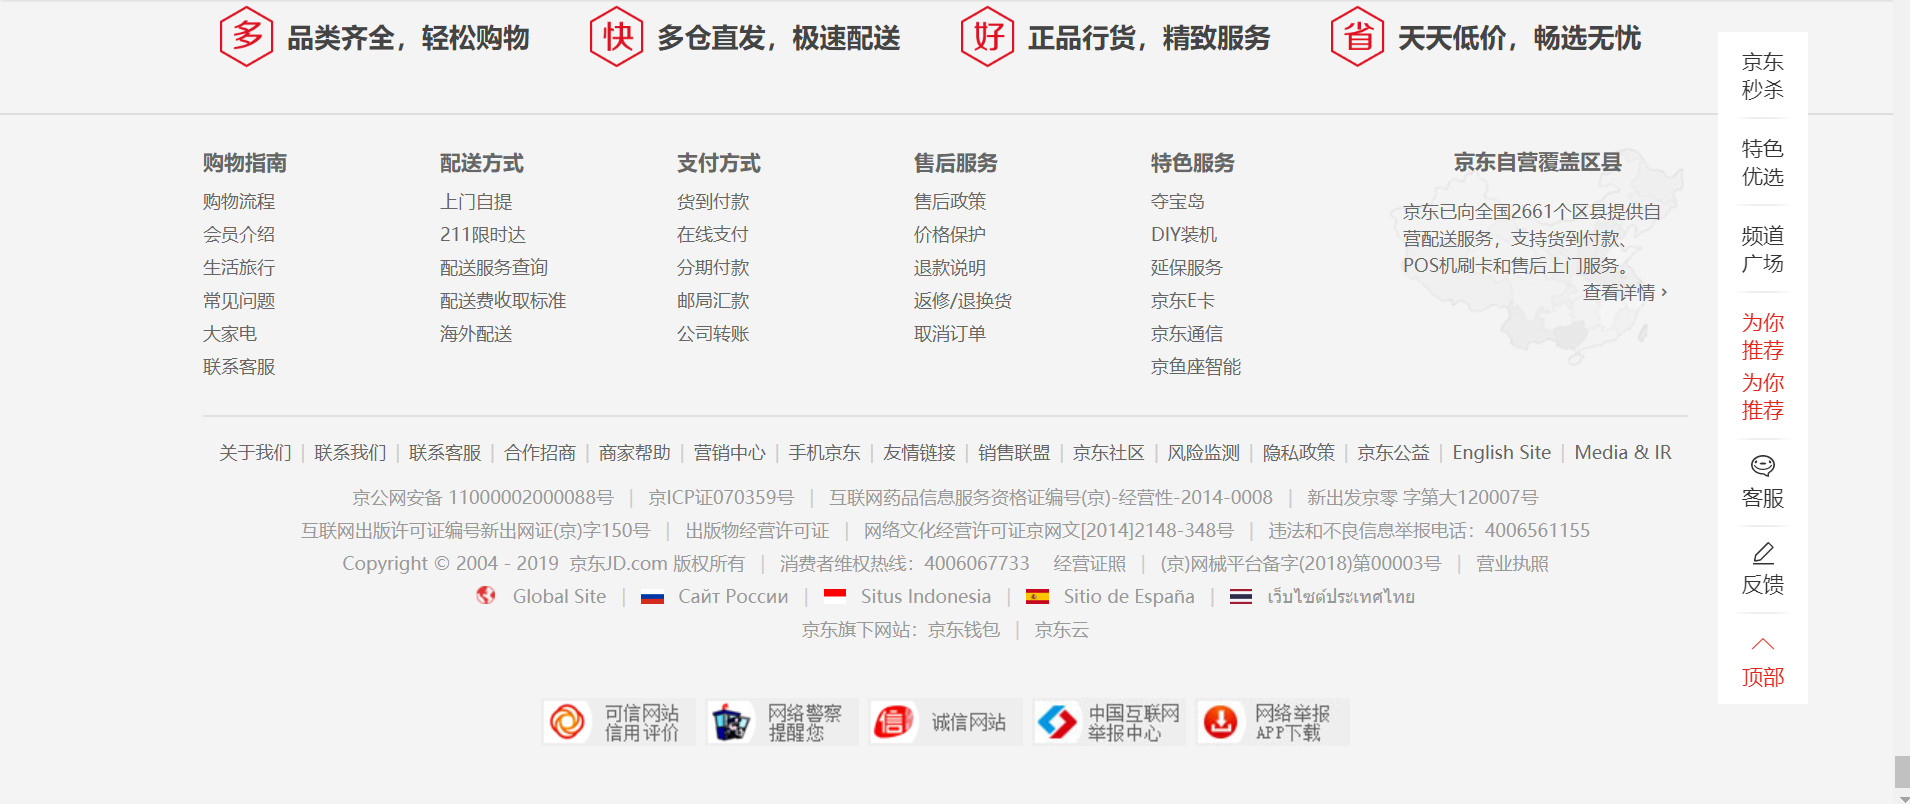 多 品类齐全，轻松购物 快 多仓直发，极速配送 好 正品行货，精致服务 省 天天低价，畅选无忧
购物指南
购物流程
会员介绍
生活旅行
常见问题
大家电
联系客服
配送方式
上门自提
211限时达
配送服务查询
配送费收取标准
海外配送
支付方式
货到付款
在线支付
分期付款
邮局汇款
公司转账
售后服务
售后政策
价格保护
退款说明
返修/退换货
取消订单
特色服务
夺宝岛
DIY装机
延保服务
京东E卡
京东通信
京鱼座智能
京东自营覆盖区县
京东已向全国2661个区县提供自
营配送服务，支持货到付款、
POS机刷卡和售后上门服务。
查看详情 ›
关于我们 | 联系我们 | 联系客服 | 合作招商 | 商家帮助 | 营销中心 | 手机京东 | 友情链接 | 销售联盟 | 京东社区 | 风险监测 | 隐私政策 | 京东公益 | English Site | Media & IR
京公网安备 11000002000088号 | 京ICP证070359号 | 互联网药品信息服务资格证编号(京)-经营性-2014-0008 | 新出发京零 字第大120007号
互联网出版许可证编号新出网证(京)字150号 | 出版物经营许可证 | 网络文化经营许可证京网文[2014]2148-348号 | 违法和不良信息举报电话：4006561155
Copyright © 2004 - 2019 京东JD.com 版权所有 | 消费者维权热线：4006067733 经营证照 | (京)网械平台备字(2018)第00003号 | 营业执照
Global Site | Сайт России | Situs Indonesia | Sitio de España | เว็บไซต์ประเทศไทย
京东旗下网站：京东钱包 | 京东云
可信网站
信用评价
网络警察
提醒您
信 诚信网站
中国互联网
举报中心
网络举报
APP下载
京东
秒杀
特色
优选
频道
广场
为你
推荐
为你
推荐
客服
反馈
顶部